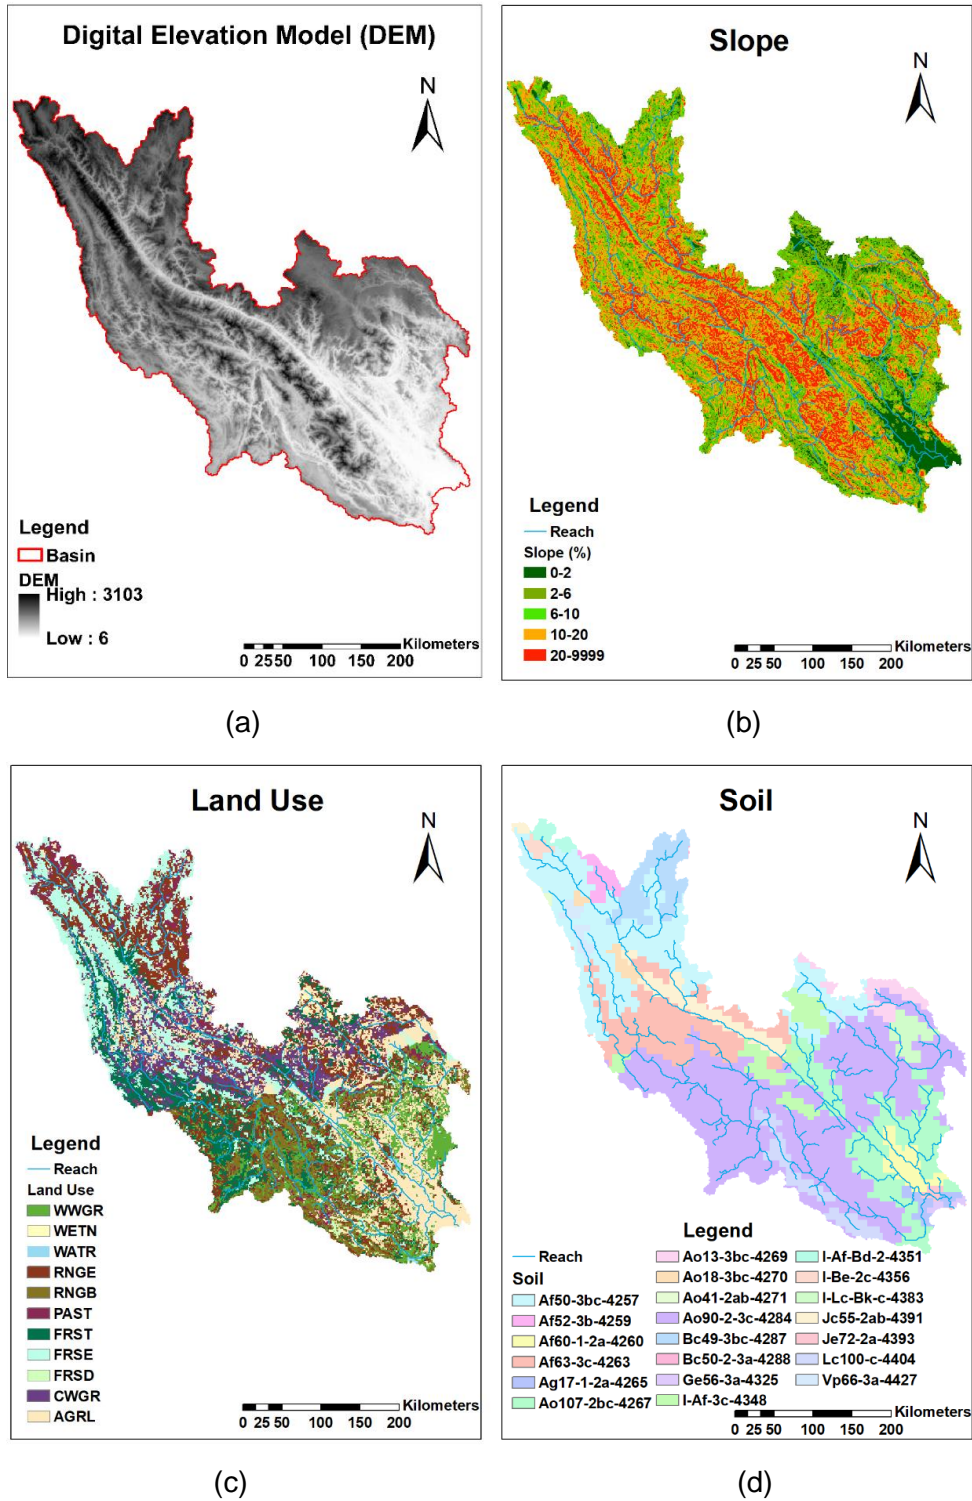 Digital Elevation Model (DEM)
N
Legend
Basin
DEM
High : 3103
Low : 6
Kilometers
0 25 50 100 150 200
(a)
Slope
N
Legend
Reach
Slope (%)
0-2
2-6
6-10
10-20
20-9999
Kilometers
0 25 50 100 150 200
(b)
Land Use
N
Legend
Reach
Land Use
WWGR
WETN
WATR
RNGE
RNGB
PAST
FRST
FRSE
FRSD
CWGR
AGRL
Kilometers
0 25 50 100 150 200
(c)
Soil
N
Legend
Reach
Soil
Af50-3bc-4257
Af52-3b-4259
Af60-1-2a-4260
Af63-3c-4263
Ag17-1-2a-4265
Ao107-2bc-4267
Ao13-3bc-4269
Ao18-3bc-4270
Ao41-2ab-4271
Ao90-2-3c-4284
Bc49-3bc-4287
Bc50-2-3a-4288
Ge56-3a-4325
I-Af-3c-4348
I-Af-Bd-2-4351
I-Be-2c-4356
I-Lc-Bk-c-4383
Jc55-2ab-4391
Je72-2a-4393
Lc100-c-4404
Vp66-3a-4427
Kilometers
0 25 50 100 150 200
(d)